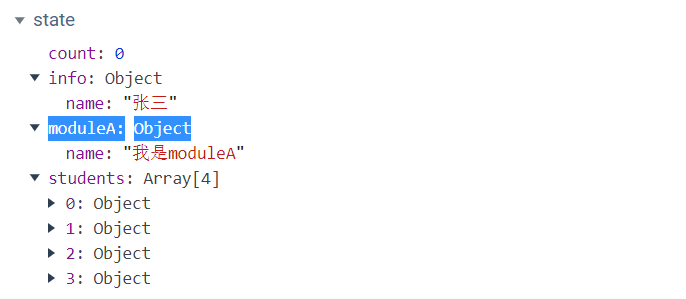 state
count: 0
info: Object
name: "张三"
moduleA: Object
name: "我是moduleA"
students: Array[4]
0: Object
1: Object
2: Object
3: Object